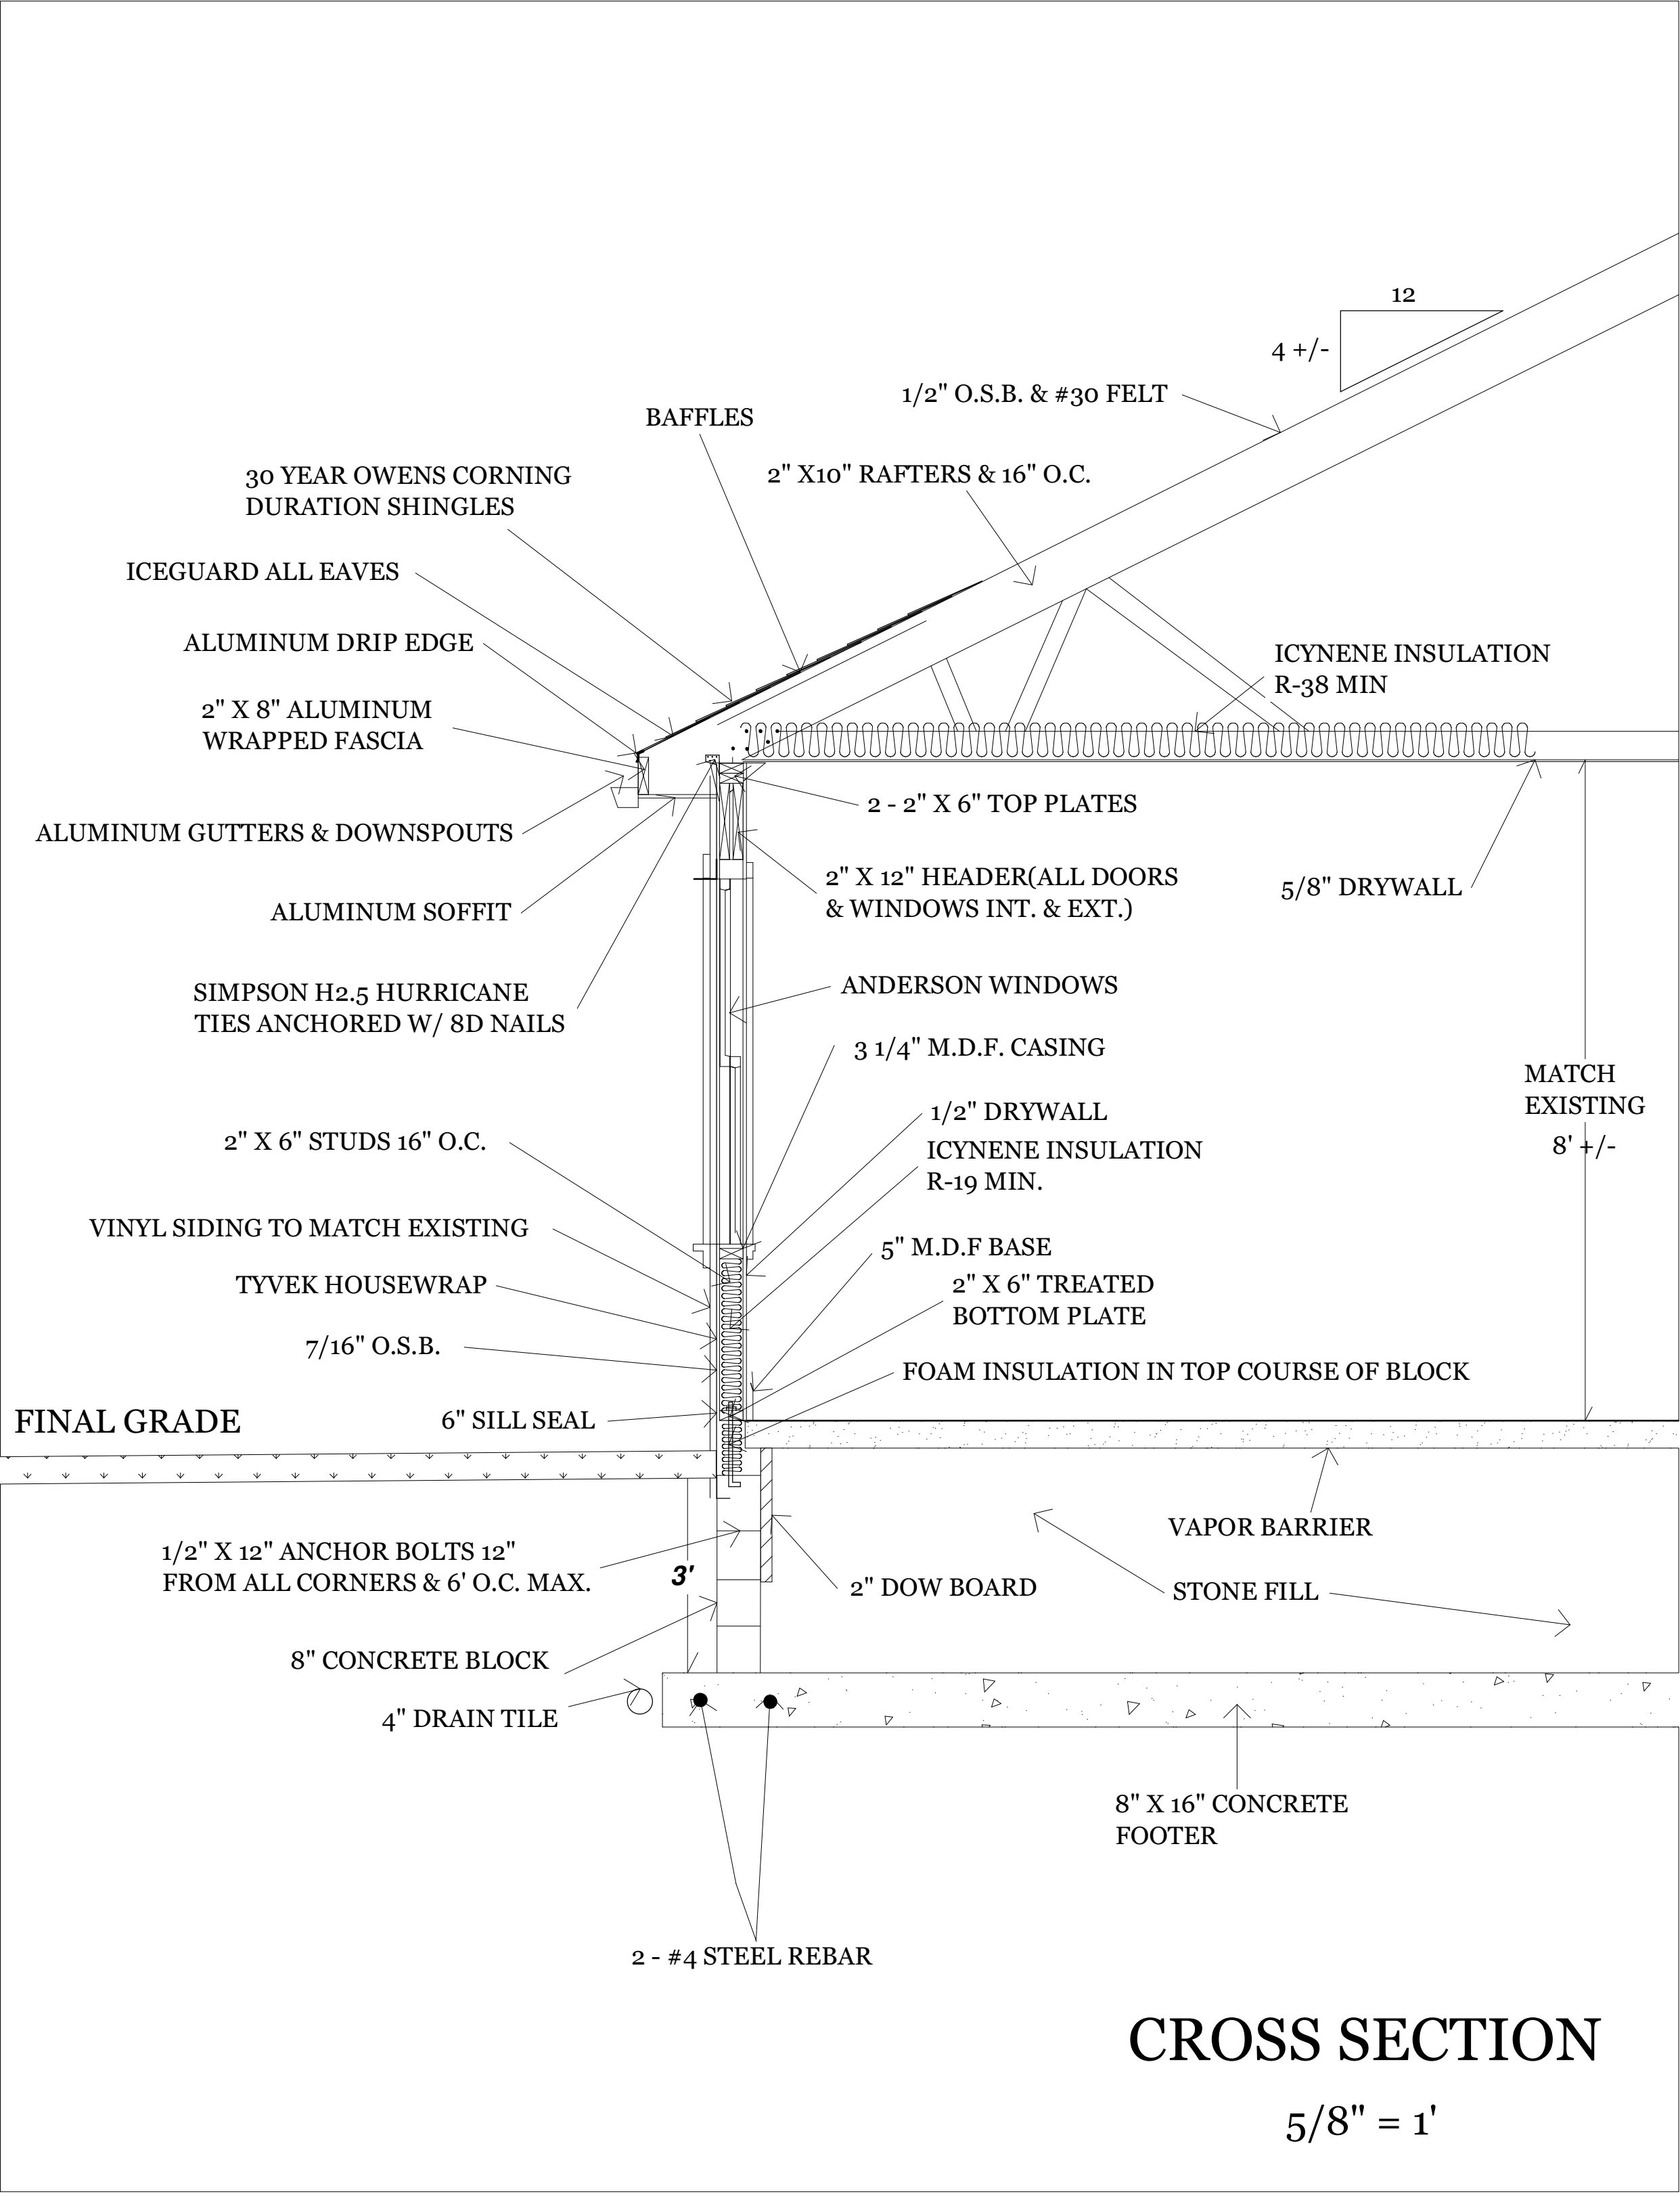 12
4 +/-
1/2" O.S.B. & #30 FELT
BAFFLES
2" X10" RAFTERS & 16" O.C.
30 YEAR OWENS CORNING
DURATION SHINGLES
ICEGUARD ALL EAVES
ALUMINUM DRIP EDGE
ICYNENE INSULATION
R-38 MIN
2" X 8" ALUMINUM
WRAPPED FASCIA
2 - 2" X 6" TOP PLATES
ALUMINUM GUTTERS & DOWNSPOUTS
2" X 12" HEADER(ALL DOORS
& WINDOWS INT. & EXT.)
5/8" DRYWALL
ALUMINUM SOFFIT
SIMPSON H2.5 HURRICANE
TIES ANCHORED W/ 8D NAILS
ANDERSON WINDOWS
3 1/4" M.D.F. CASING
MATCH
EXISTING
8' +/-
1/2" DRYWALL
2" X 6" STUDS 16" O.C.
ICYNENE INSULATION
R-19 MIN.
VINYL SIDING TO MATCH EXISTING
5" M.D.F BASE
TYVEK HOUSEWRAP
2" X 6" TREATED
BOTTOM PLATE
7/16" O.S.B.
FOAM INSULATION IN TOP COURSE OF BLOCK
FINAL GRADE
6" SILL SEAL
VAPOR BARRIER
1/2" X 12" ANCHOR BOLTS 12"
FROM ALL CORNERS & 6' O.C. MAX.
3'
2" DOW BOARD
STONE FILL
8" CONCRETE BLOCK
4" DRAIN TILE
8" X 16" CONCRETE
FOOTER
2 - #4 STEEL REBAR
CROSS SECTION
5/8" = 1'